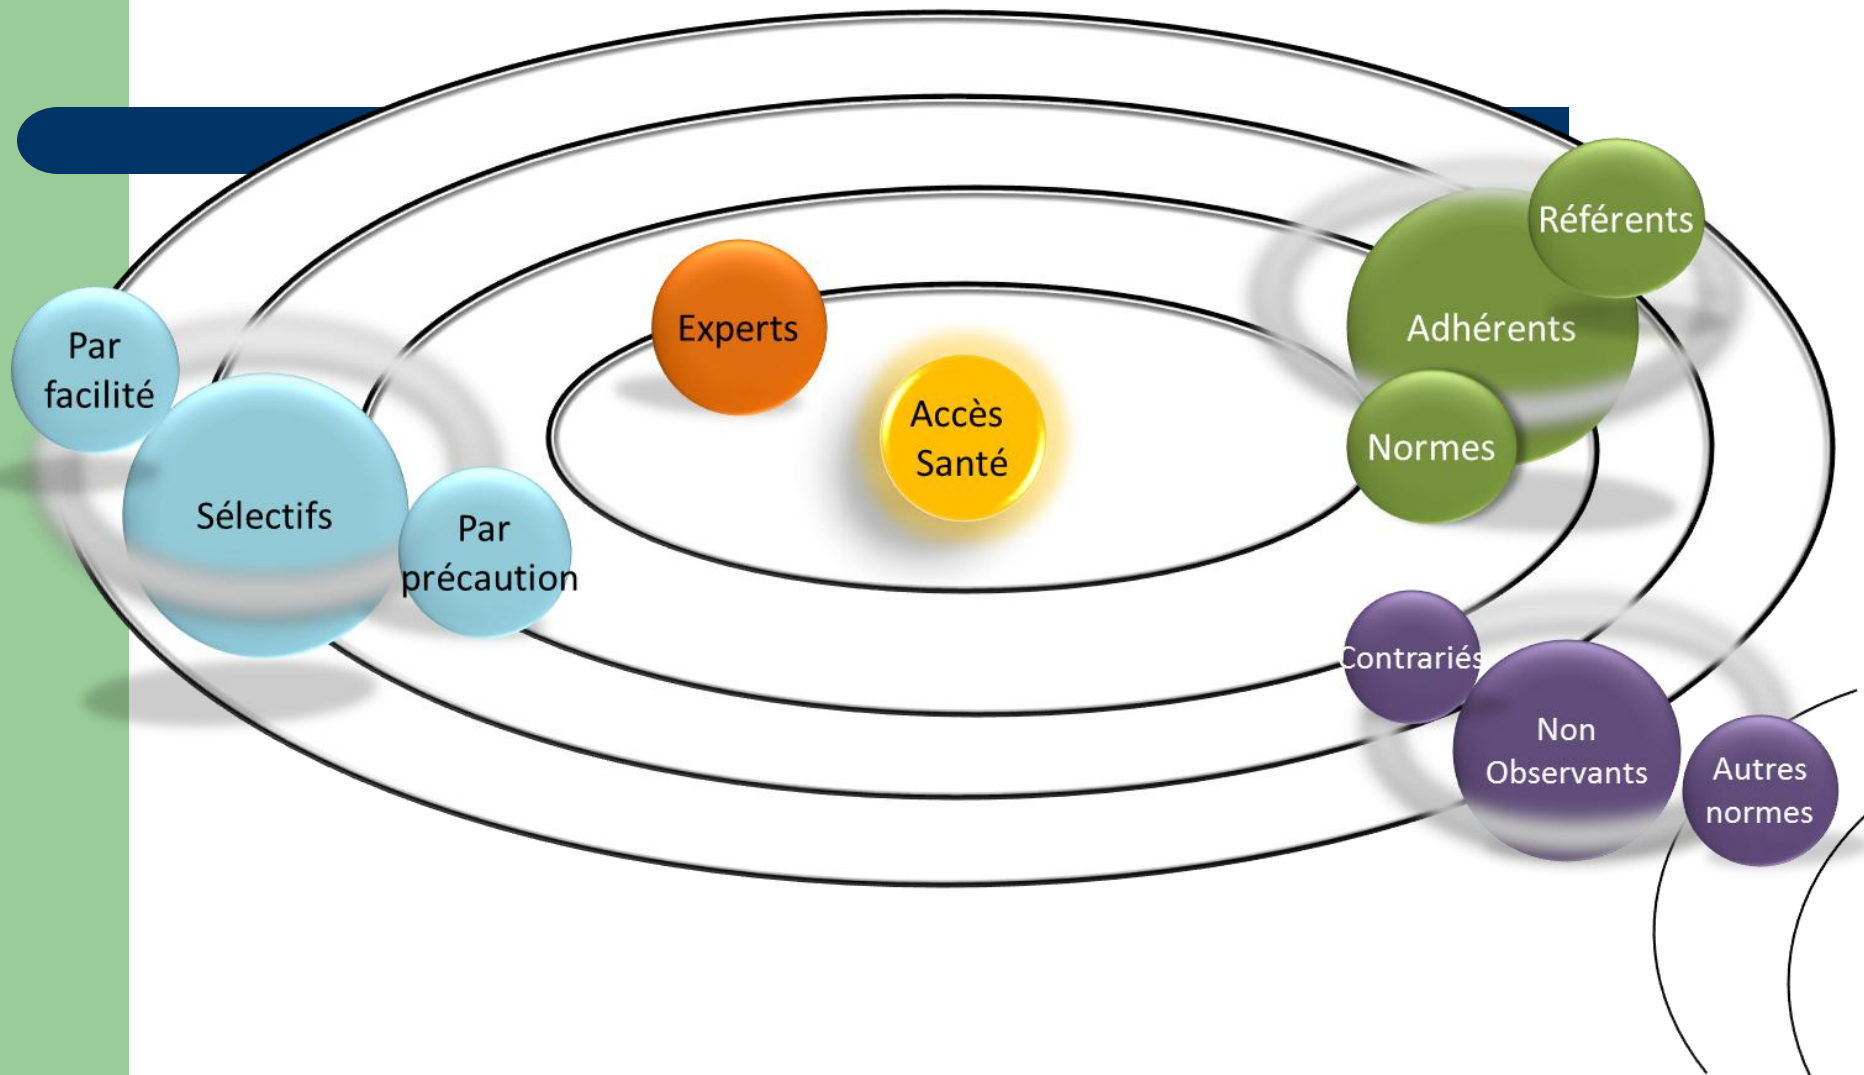 Référents
Experts
Adhérents
Par
facilité
Accès
Santé
Normes
Sélectifs
Par
précaution
Contrariés
Non
Observants
Autres
normes